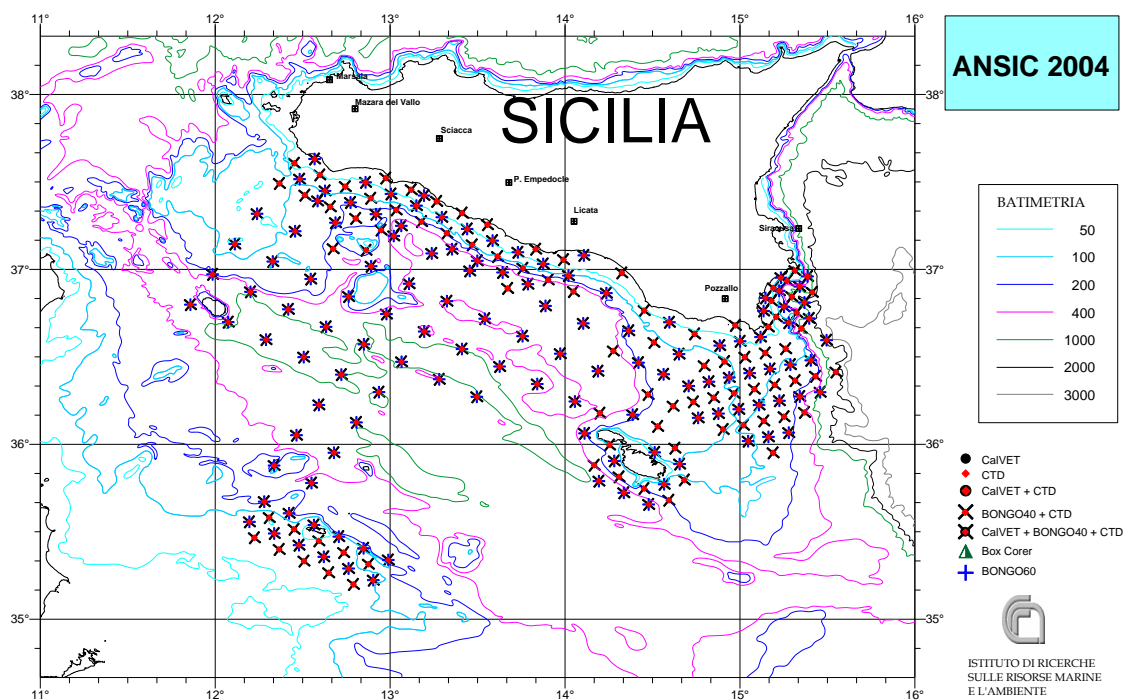 11°
12°
13°
14°
15°
16°
ANSIC 2004
38°
38°
Marsala
Mazara del Vallo
SICILIA
Sciacca
P. Empedocle
Licata
Siracusa
37°
37°
Pozzallo
BATIMETRIA
50
100
200
400
1000
2000
3000
36°
36°
CalVET
CTD
CalVET + CTD
BONGO40 + CTD
CalVET + BONGO40 + CTD
Box Corer
BONGO60
35°
35°
ISTITUTO DI RICERCHE
SULLE RISORSE MARINE
E L'AMBIENTE
11°
12°
13°
14°
15°
16°